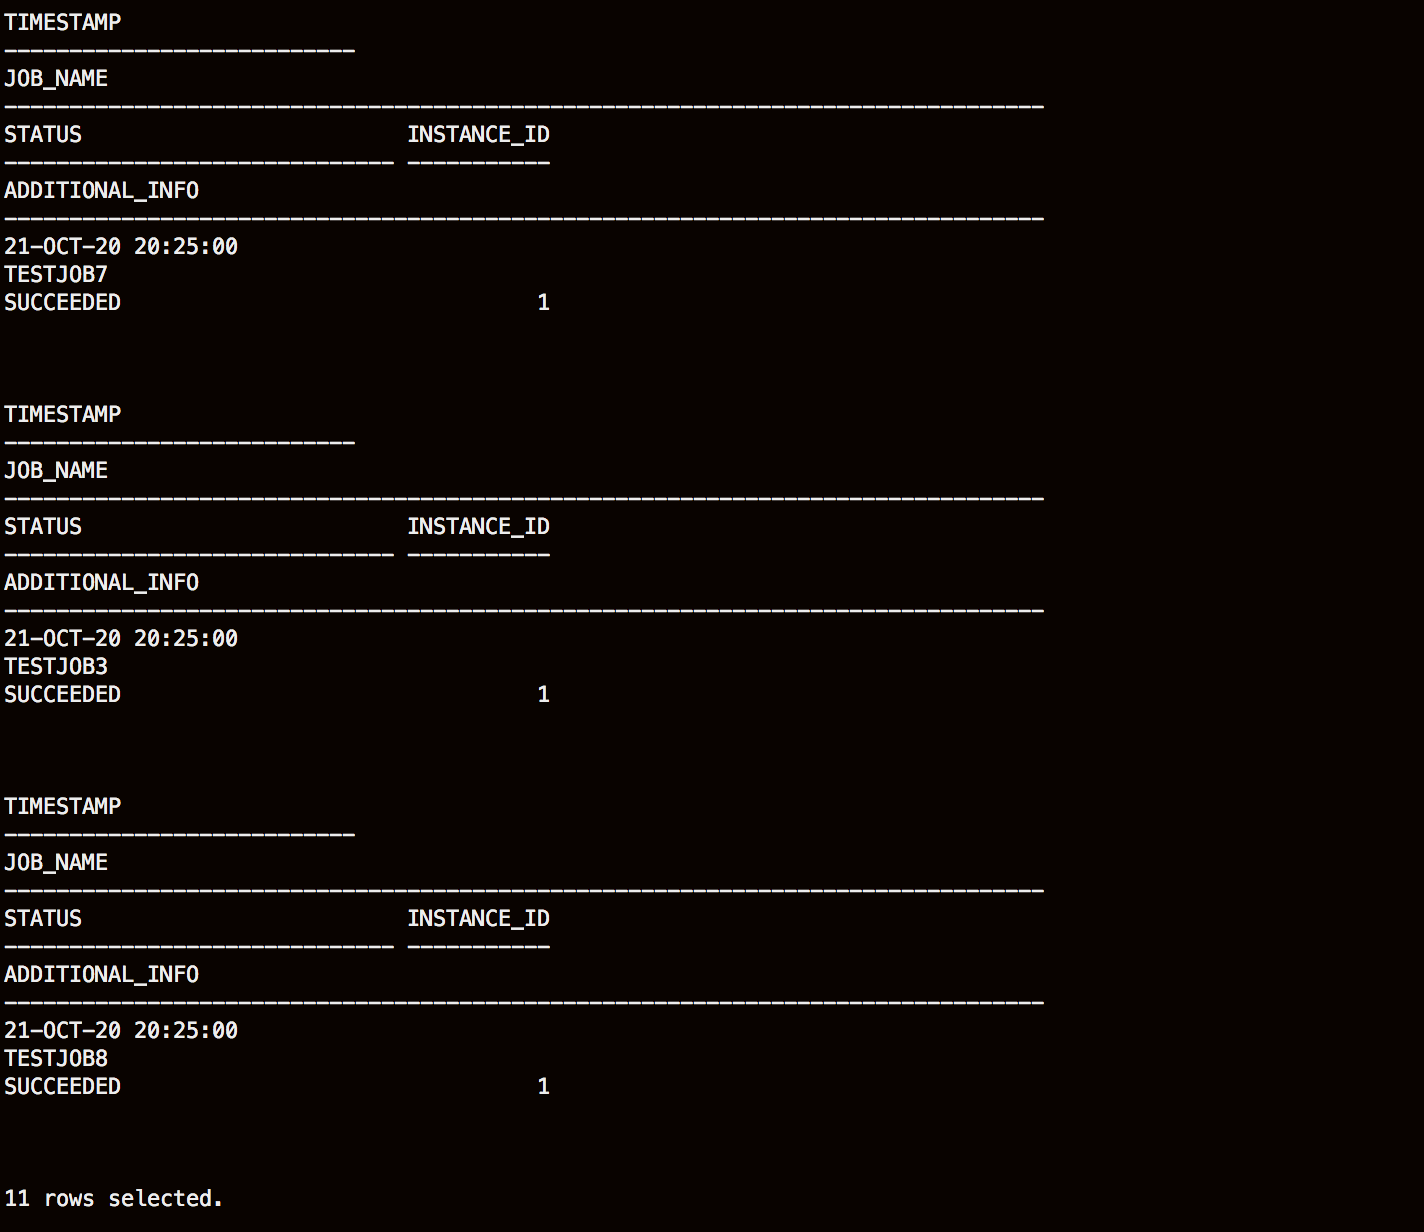 TIMESTAMP
---------------------------
JOB_NAME
--------------------------------------------------------------------------------
STATUS                         INSTANCE_ID
------------------------------ -----------
ADDITIONAL_INFO
--------------------------------------------------------------------------------
21-OCT-20 20:25:00
TESTJOB7
SUCCEEDED                                1
TIMESTAMP
---------------------------
JOB_NAME
--------------------------------------------------------------------------------
STATUS                         INSTANCE_ID
------------------------------ -----------
ADDITIONAL_INFO
--------------------------------------------------------------------------------
21-OCT-20 20:25:00
TESTJOB3
SUCCEEDED                                1
TIMESTAMP
---------------------------
JOB_NAME
--------------------------------------------------------------------------------
STATUS                         INSTANCE_ID
------------------------------ -----------
ADDITIONAL_INFO
--------------------------------------------------------------------------------
21-OCT-20 20:25:00
TESTJOB8
SUCCEEDED                                1
11 rows selected.